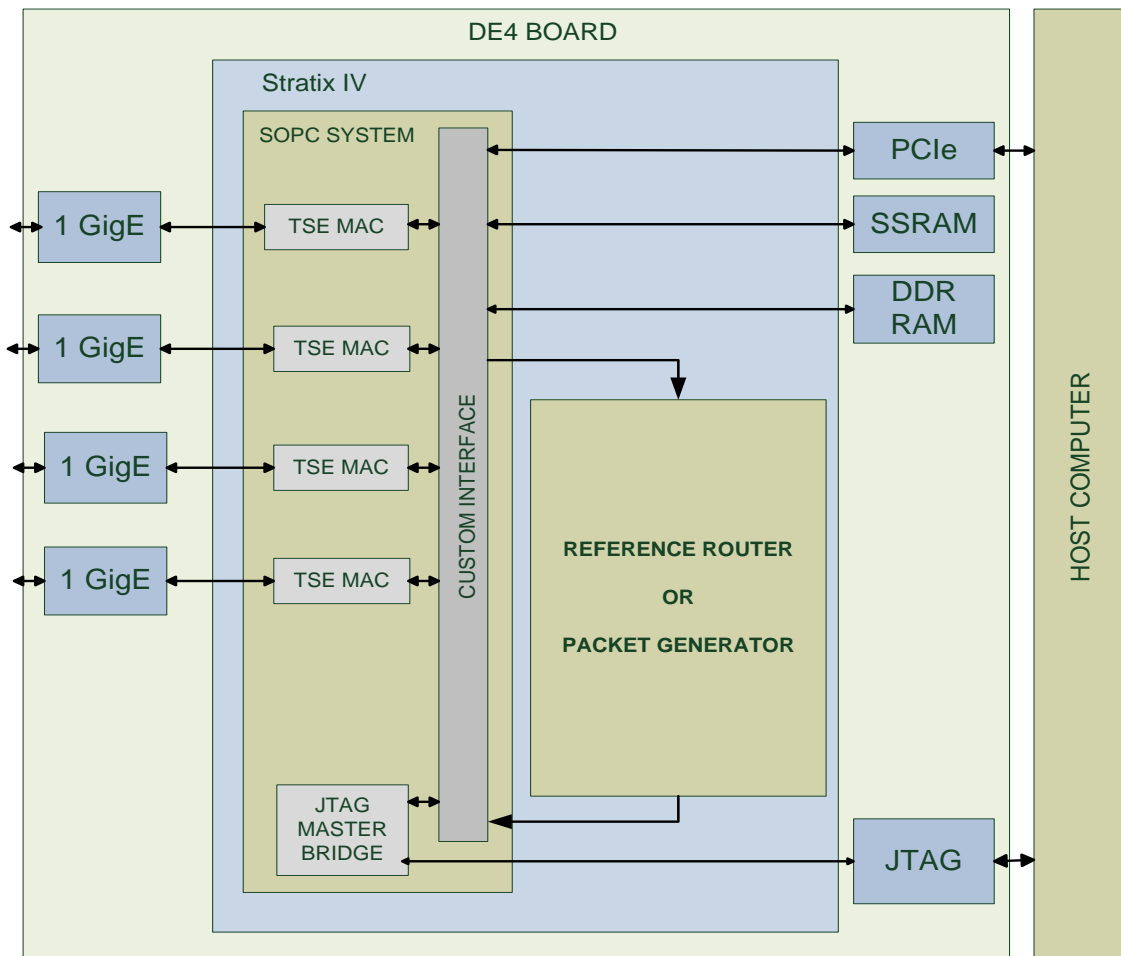 DE4 BOARD
Stratix IV
SOPC SYSTEM
PCIe
1 GigE
TSE MAC
SSRAM
DDR
RAM
1 GigE
TSE MAC
CUSTOM INTERFACE
HOST COMPUTER
1 GigE
TSE MAC
REFERENCE ROUTER
OR
PACKET GENERATOR
1 GigE
TSE MAC
JTAG
MASTER
BRIDGE
JTAG